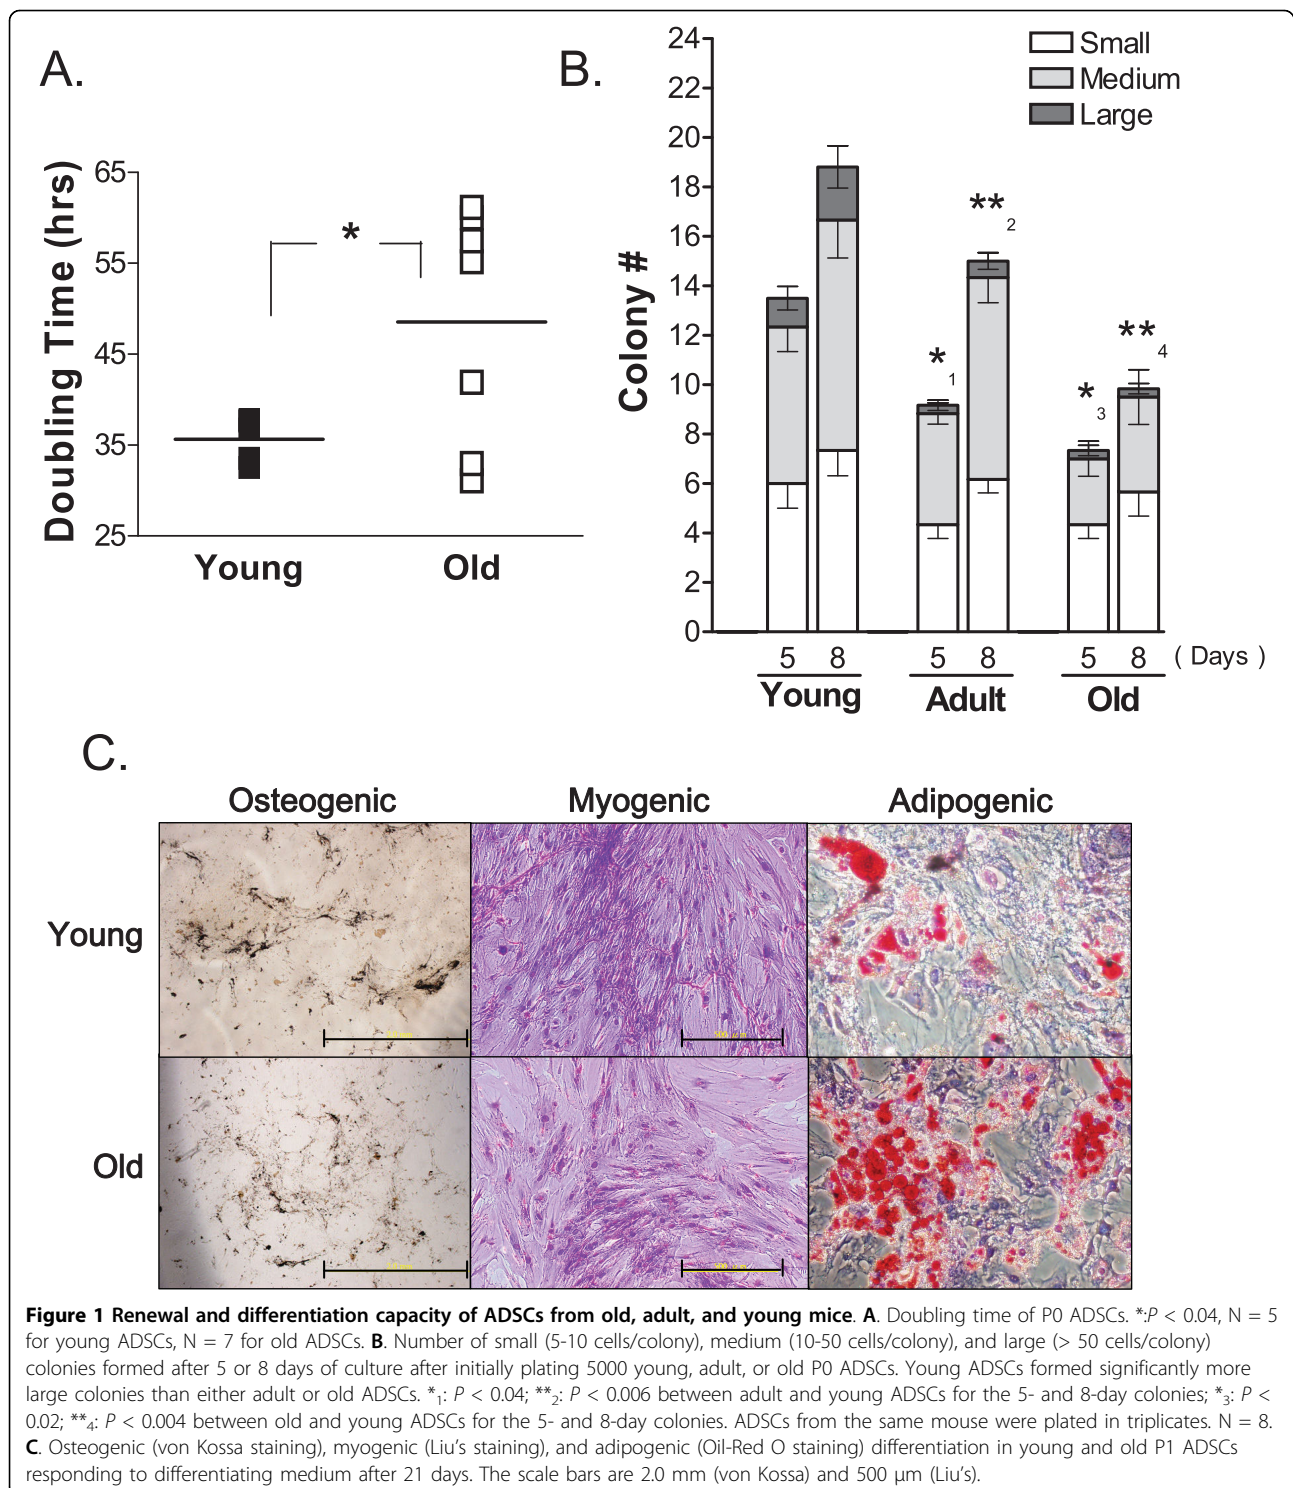 A.
Doubling Time (hrs)
65
55
45
35
25
*
Young
Old
B.
Colony #
24
22
20
18
16
14
12
10
8
6
4
2
0
Small
Medium
Large
*1
**2
*3
**4
5 8 5 8 5 8 ( Days )
Young Adult Old
C.
Osteogenic Myogenic Adipogenic
Young
Old
Figure 1 Renewal and differentiation capacity of ADSCs from old, adult, and young mice. A. Doubling time of P0 ADSCs. *:P < 0.04, N = 5
for young ADSCs, N = 7 for old ADSCs. B. Number of small (5-10 cells/colony), medium (10-50 cells/colony), and large (> 50 cells/colony)
colonies formed after 5 or 8 days of culture after initially plating 5000 young, adult, or old P0 ADSCs. Young ADSCs formed significantly more
large colonies than either adult or old ADSCs. *1: P < 0.04; **2: P < 0.006 between adult and young ADSCs for the 5- and 8-day colonies; *3: P <
0.02; **4: P < 0.004 between old and young ADSCs for the 5- and 8-day colonies. ADSCs from the same mouse were plated in triplicates. N = 8.
C. Osteogenic (von Kossa staining), myogenic (Liu's staining), and adipogenic (Oil-Red O staining) differentiation in young and old P1 ADSCs
responding to differentiating medium after 21 days. The scale bars are 2.0 mm (von Kossa) and 500 μm (Liu's).